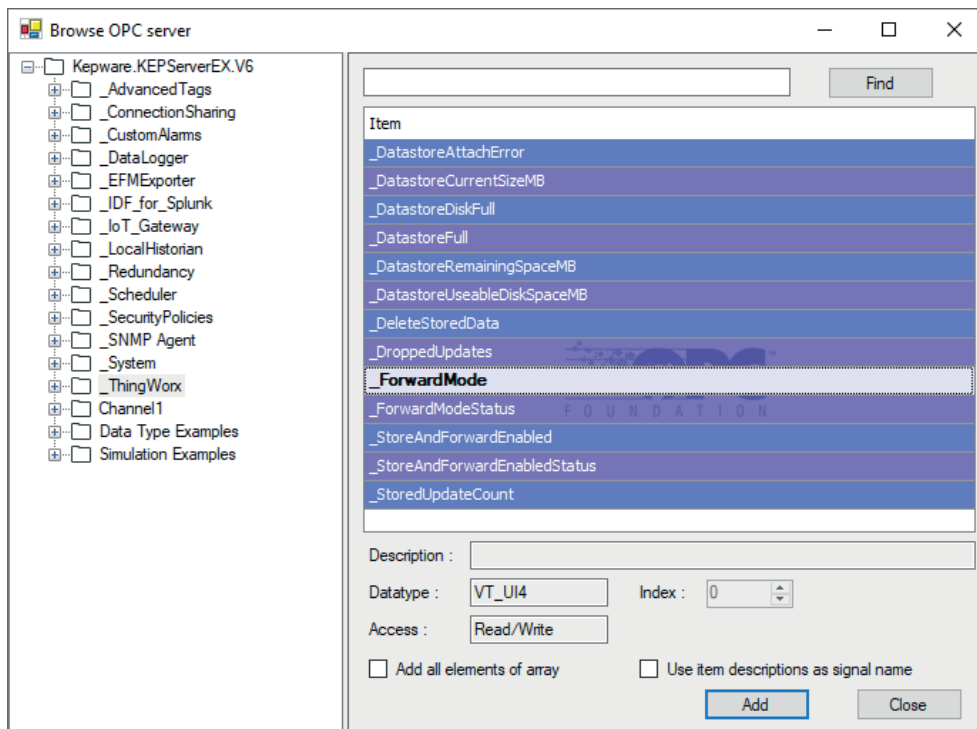 Browse OPC server
Kepware.KEPServerEX.V6
_AdvancedTags
_ConnectionSharing
_CustomAlarms
_DataLogger
_EFMExporter
_IDF_for_Splunk
_IoT_Gateway
_LocalHistorian
_Redundancy
_Scheduler
_SecurityPolicies
_SNMP Agent
_System
_ThingWorx
Channel1
Data Type Examples
Simulation Examples
Find
Item
_DatastoreAttachError
_DatastoreCurrentSizeMB
_DatastoreDiskFull
_DatastoreFull
_DatastoreRemainingSpaceMB
_DatastoreUseableDiskSpaceMB
_DeleteStoredData
_DroppedUpdates
OPC
_ForwardMode
_ForwardModeStatus
FOUNDATION
_StoreAndForwardEnabled
_StoreAndForwardEnabledStatus
_StoredUpdateCount
Description :
Datatype : VT_UI4 Index : 0
Access : Read/Write
Add all elements of array Use item descriptions as signal name
Add Close